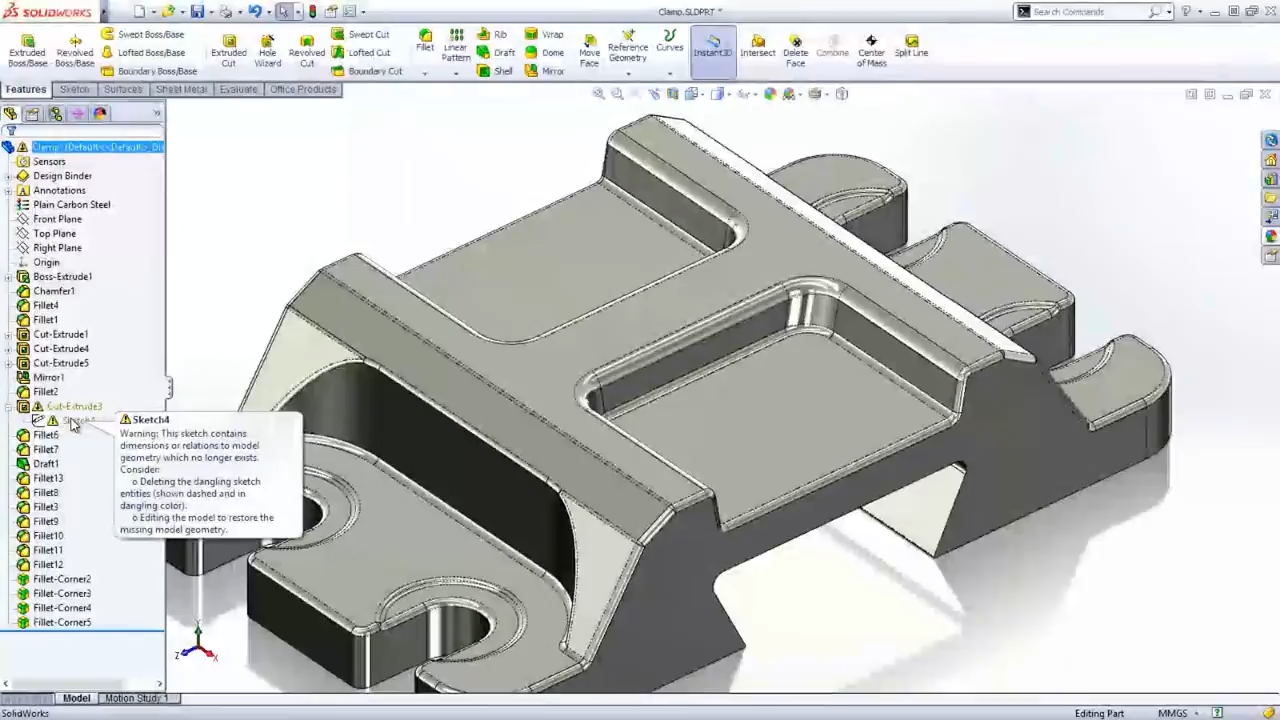 SOLIDWORKS
Clamp.SLDPRT *
Search Commands
Extruded Boss/Base
Revolved Boss/Base
Swept Boss/Base
Lofted Boss/Base
Boundary Boss/Base
Extruded Cut
Hole Wizard
Revolved Cut
Swept Cut
Lofted Cut
Boundary Cut
Fillet
Linear Pattern
Rib
Draft
Shell
Wrap
Dome
Mirror
Move Face
Reference Geometry
Curves
Instant3D
Intersect
Delete Face
Combine
Center of Mass
Split Line
Features
Sketch
Surfaces
Sheet Metal
Evaluate
Office Products
Clamp (Default<<Default>_Dis
Sensors
Design Binder
Annotations
Plain Carbon Steel
Front Plane
Top Plane
Right Plane
Origin
Boss-Extrude1
Chamfer1
Fillet4
Fillet1
Cut-Extrude1
Cut-Extrude4
Cut-Extrude5
Mirror1
Fillet2
Cut-Extrude3
Fillet6
Fillet7
Draft1
Fillet13
Fillet8
Fillet3
Fillet9
Fillet10
Fillet11
Fillet12
Fillet-Corner2
Fillet-Corner3
Fillet-Corner4
Fillet-Corner5
Sketch4
Warning: This sketch contains
dimensions or relations to model
geometry which no longer exists.
Consider:
o Deleting the dangling sketch
entities (shown dashed and in
dangling color).
o Editing the model to restore the
missing model geometry.
Y
Z
X
Model
Motion Study 1
SolidWorks
Editing Part
MMGS